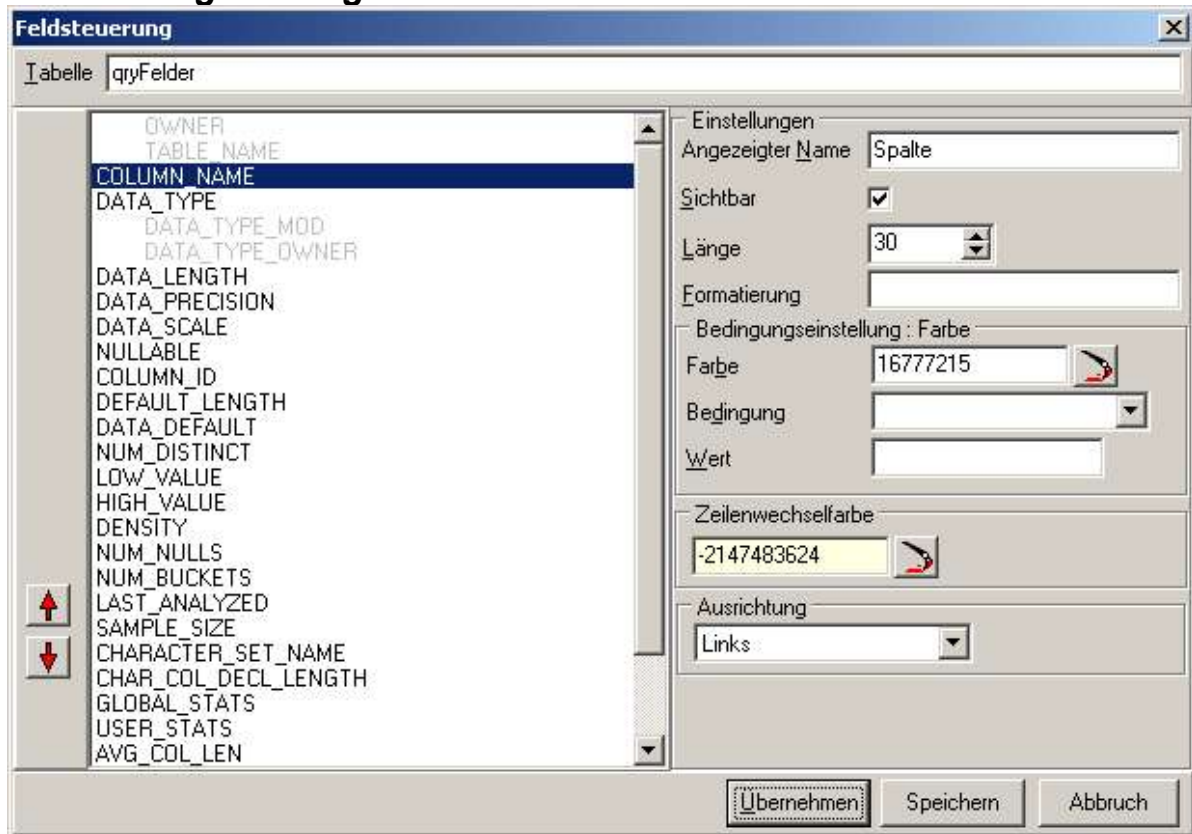 Feldsteuerung
Tabelle qryFelder
OWNER
TABLE_NAME
COLUMN_NAME
DATA_TYPE
DATA_TYPE_MOD
DATA_TYPE_OWNER
DATA_LENGTH
DATA_PRECISION
DATA_SCALE
NULLABLE
COLUMN_ID
DEFAULT_LENGTH
DATA_DEFAULT
NUM_DISTINCT
LOW_VALUE
HIGH_VALUE
DENSITY
NUM_NULLS
NUM_BUCKETS
LAST_ANALYZED
SAMPLE_SIZE
CHARACTER_SET_NAME
CHAR_COL_DECL_LENGTH
GLOBAL_STATS
USER_STATS
AVG_COL_LEN
Einstellungen
Angezeigter Name Spalte
Sichtbar
Länge 30
Formatierung
Bedingungseinstellung : Farbe
Farbe 16777215
Bedingung
Wert
Zeilenwechselfarbe
-2147483624
Ausrichtung
Links
Übernehmen Speichern Abbruch